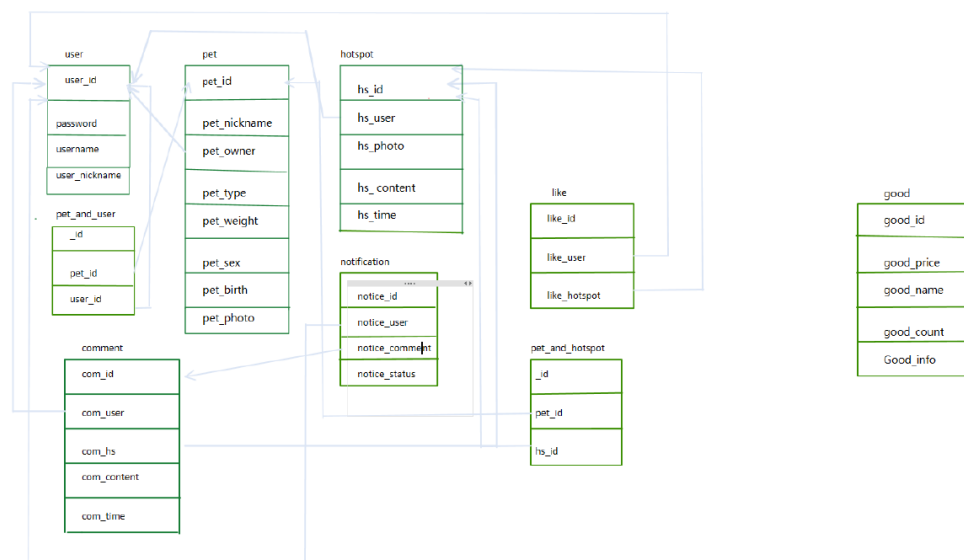 user
user_id
password
username
user_nickname
pet
pet_id
pet_nickname
pet_owner
pet_type
pet_weight
pet_sex
pet_birth
pet_photo
hotspot
hs_id
hs_user
hs_photo
hs_ content
hs_time
pet_and_user
_id
pet_id
user_id
notification
notice_id
notice_user
notice_comment
notice_status
like
like_id
like_user
like_hotspot
good
good_id
good_price
good_name
good_count
Good_info
comment
com_id
com_user
com_hs
com_content
com_time
pet_and_hotspot
_id
pet_id
hs_id